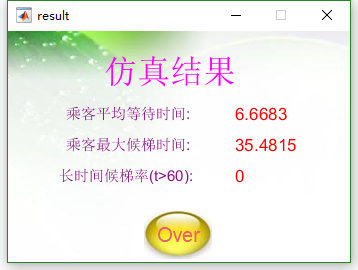 result
仿真结果
乘客平均等待时间: 6.6683
乘客最大候梯时间: 35.4815
长时间候梯率(t>60): 0
Over